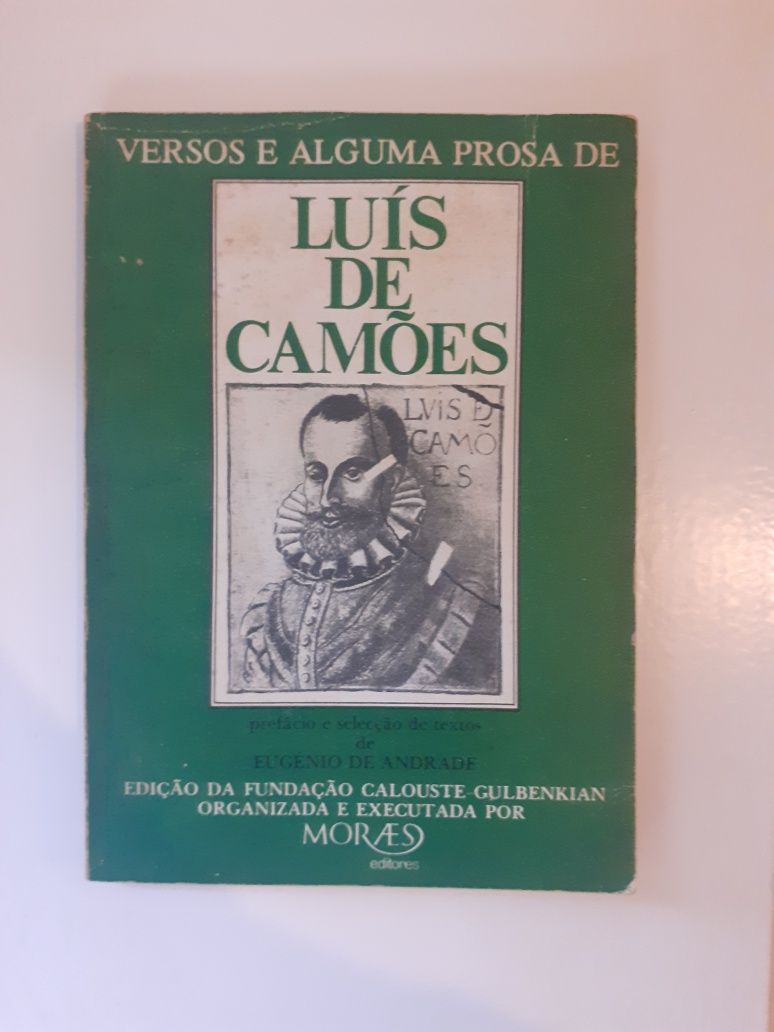 VERSOS E ALGUMA PROSA DE
LUÍS
DE
CAMÕES
LVIS D
CAMÕ
ES
prefácio e selecção de textos
de
EUGÉNIO DE ANDRADE
EDIÇÃO DA FUNDAÇÃO CALOUSTE GULBENKIAN
ORGANIZADA E EXECUTADA POR
MORÆS
editores